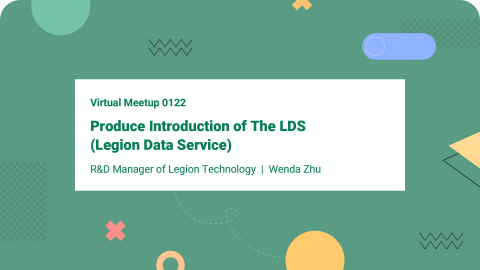 Virtual Meetup 0122
Produce Introduction of The LDS
(Legion Data Service)
R&D Manager of Legion Technology | Wenda Zhu